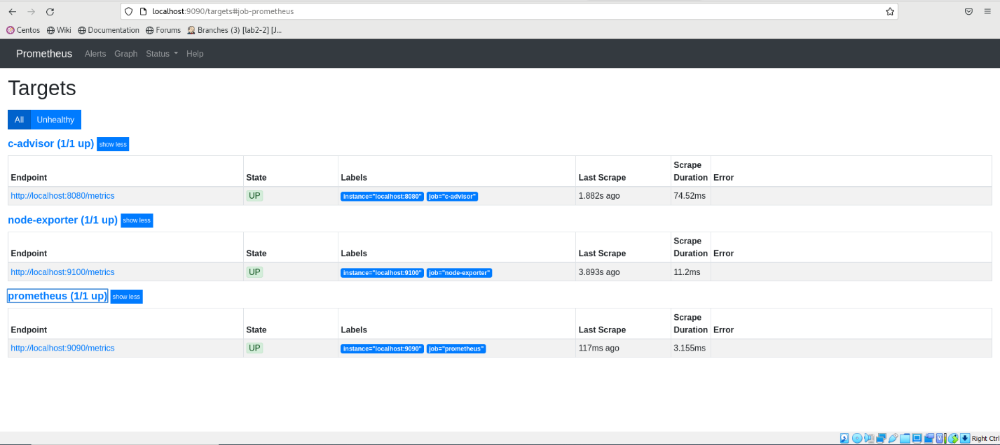 localhost:9090/targets#job-prometheus
Centos Wiki Documentation Forums Branches (3) [lab2-2] [J...
Prometheus Alerts Graph Status Help
Targets
All Unhealthy
c-advisor (1/1 up) show less
Endpoint State Labels Last Scrape Scrape Duration Error
http://localhost:8080/metrics UP instance="localhost:8080" job="c-advisor" 1.882s ago 74.52ms
node-exporter (1/1 up) show less
Endpoint State Labels Last Scrape Scrape Duration Error
http://localhost:9100/metrics UP instance="localhost:9100" job="node-exporter" 3.893s ago 11.2ms
prometheus (1/1 up) show less
Endpoint State Labels Last Scrape Scrape Duration Error
http://localhost:9090/metrics UP instance="localhost:9090" job="prometheus" 117ms ago 3.155ms
Right Ctrl